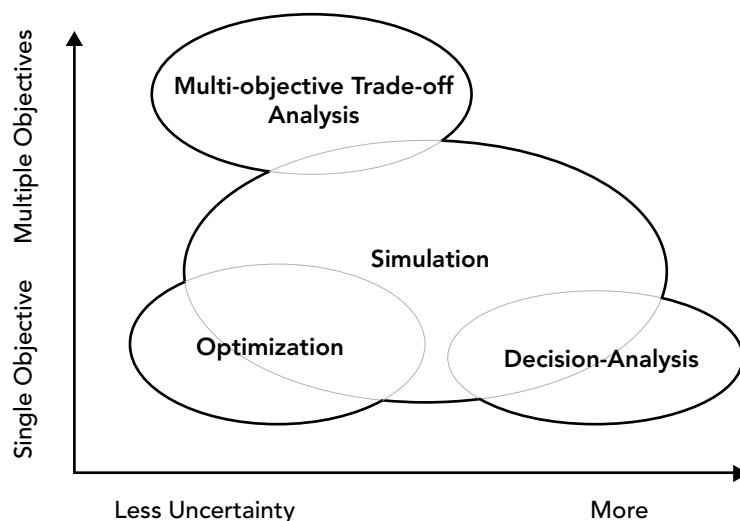 Multiple Objectives
Single Objective
Multi-objective Trade-off
Analysis
Simulation
Optimization
Decision-Analysis
Less Uncertainty
More